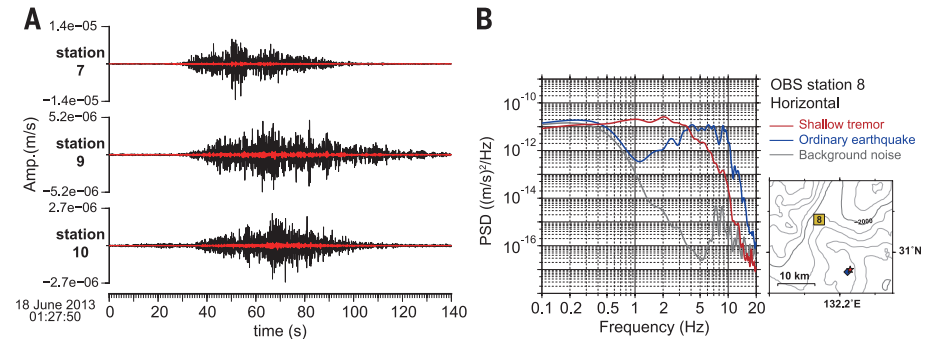 A
1.4e−05
station
7
−1.4e−05
5.2e−06
station
9
5.2e−06
2.7e−06
station
10
−2.7e−06
Amp.(m/s)
18 June 2013
01:27:50
0 20 40 60 80 100 120 140
time (s)
B
10⁻¹⁰
10⁻¹²
10⁻¹⁴
10⁻¹⁶
PSD ((m/s)²/Hz)
0.1 0.2 0.5 1 2 5 10 20
Frequency (Hz)
OBS station 8
Horizontal
Shallow tremor
Ordinary earthquake
Background noise
8
−2000
31°N
10 km
132.2°E